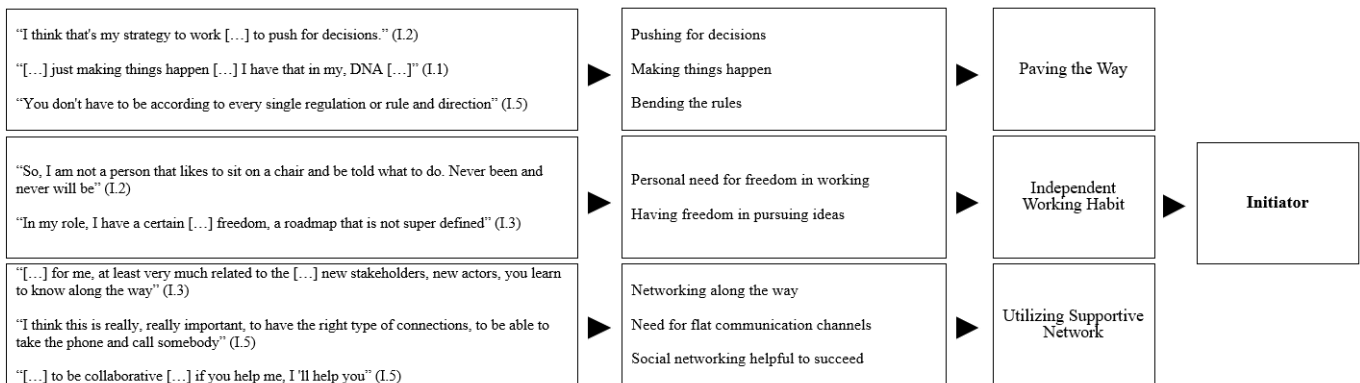 “I think that's my strategy to work […] to push for decisions.” (I.2)
“[…] just making things happen […] I have that in my, DNA […]” (I.1)
“You don't have to be according to every single regulation or rule and direction” (I.5)
Pushing for decisions
Making things happen
Bending the rules
Paving the Way
“So, I am not a person that likes to sit on a chair and be told what to do. Never been and
never will be” (I.2)
“In my role, I have a certain […] freedom, a roadmap that is not super defined” (I.3)
Personal need for freedom in working
Having freedom in pursuing ideas
Independent
Working Habit
“[…] for me, at least very much related to the […] new stakeholders, new actors, you learn
to know along the way” (I.3)
“I think this is really, really important, to have the right type of connections, to be able to
take the phone and call somebody” (I.5)
“[…] to be collaborative […] if you help me, I 'll help you” (I.5)
Networking along the way
Need for flat communication channels
Social networking helpful to succeed
Utilizing Supportive
Network
Initiator